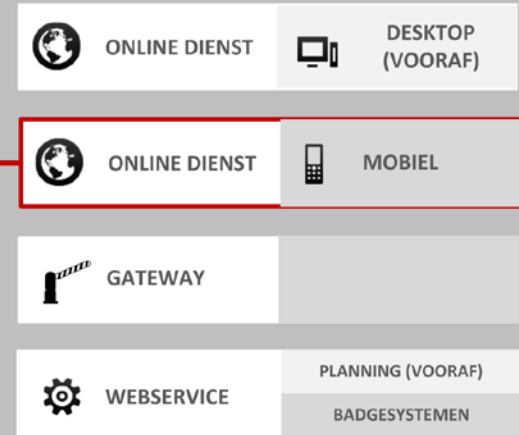 ONLINE DIENST
DESKTOP
(VOORAF)
ONLINE DIENST
MOBIEL
GATEWAY
WEBSERVICE
PLANNING (VOORAF)
BADGESYSTEMEN